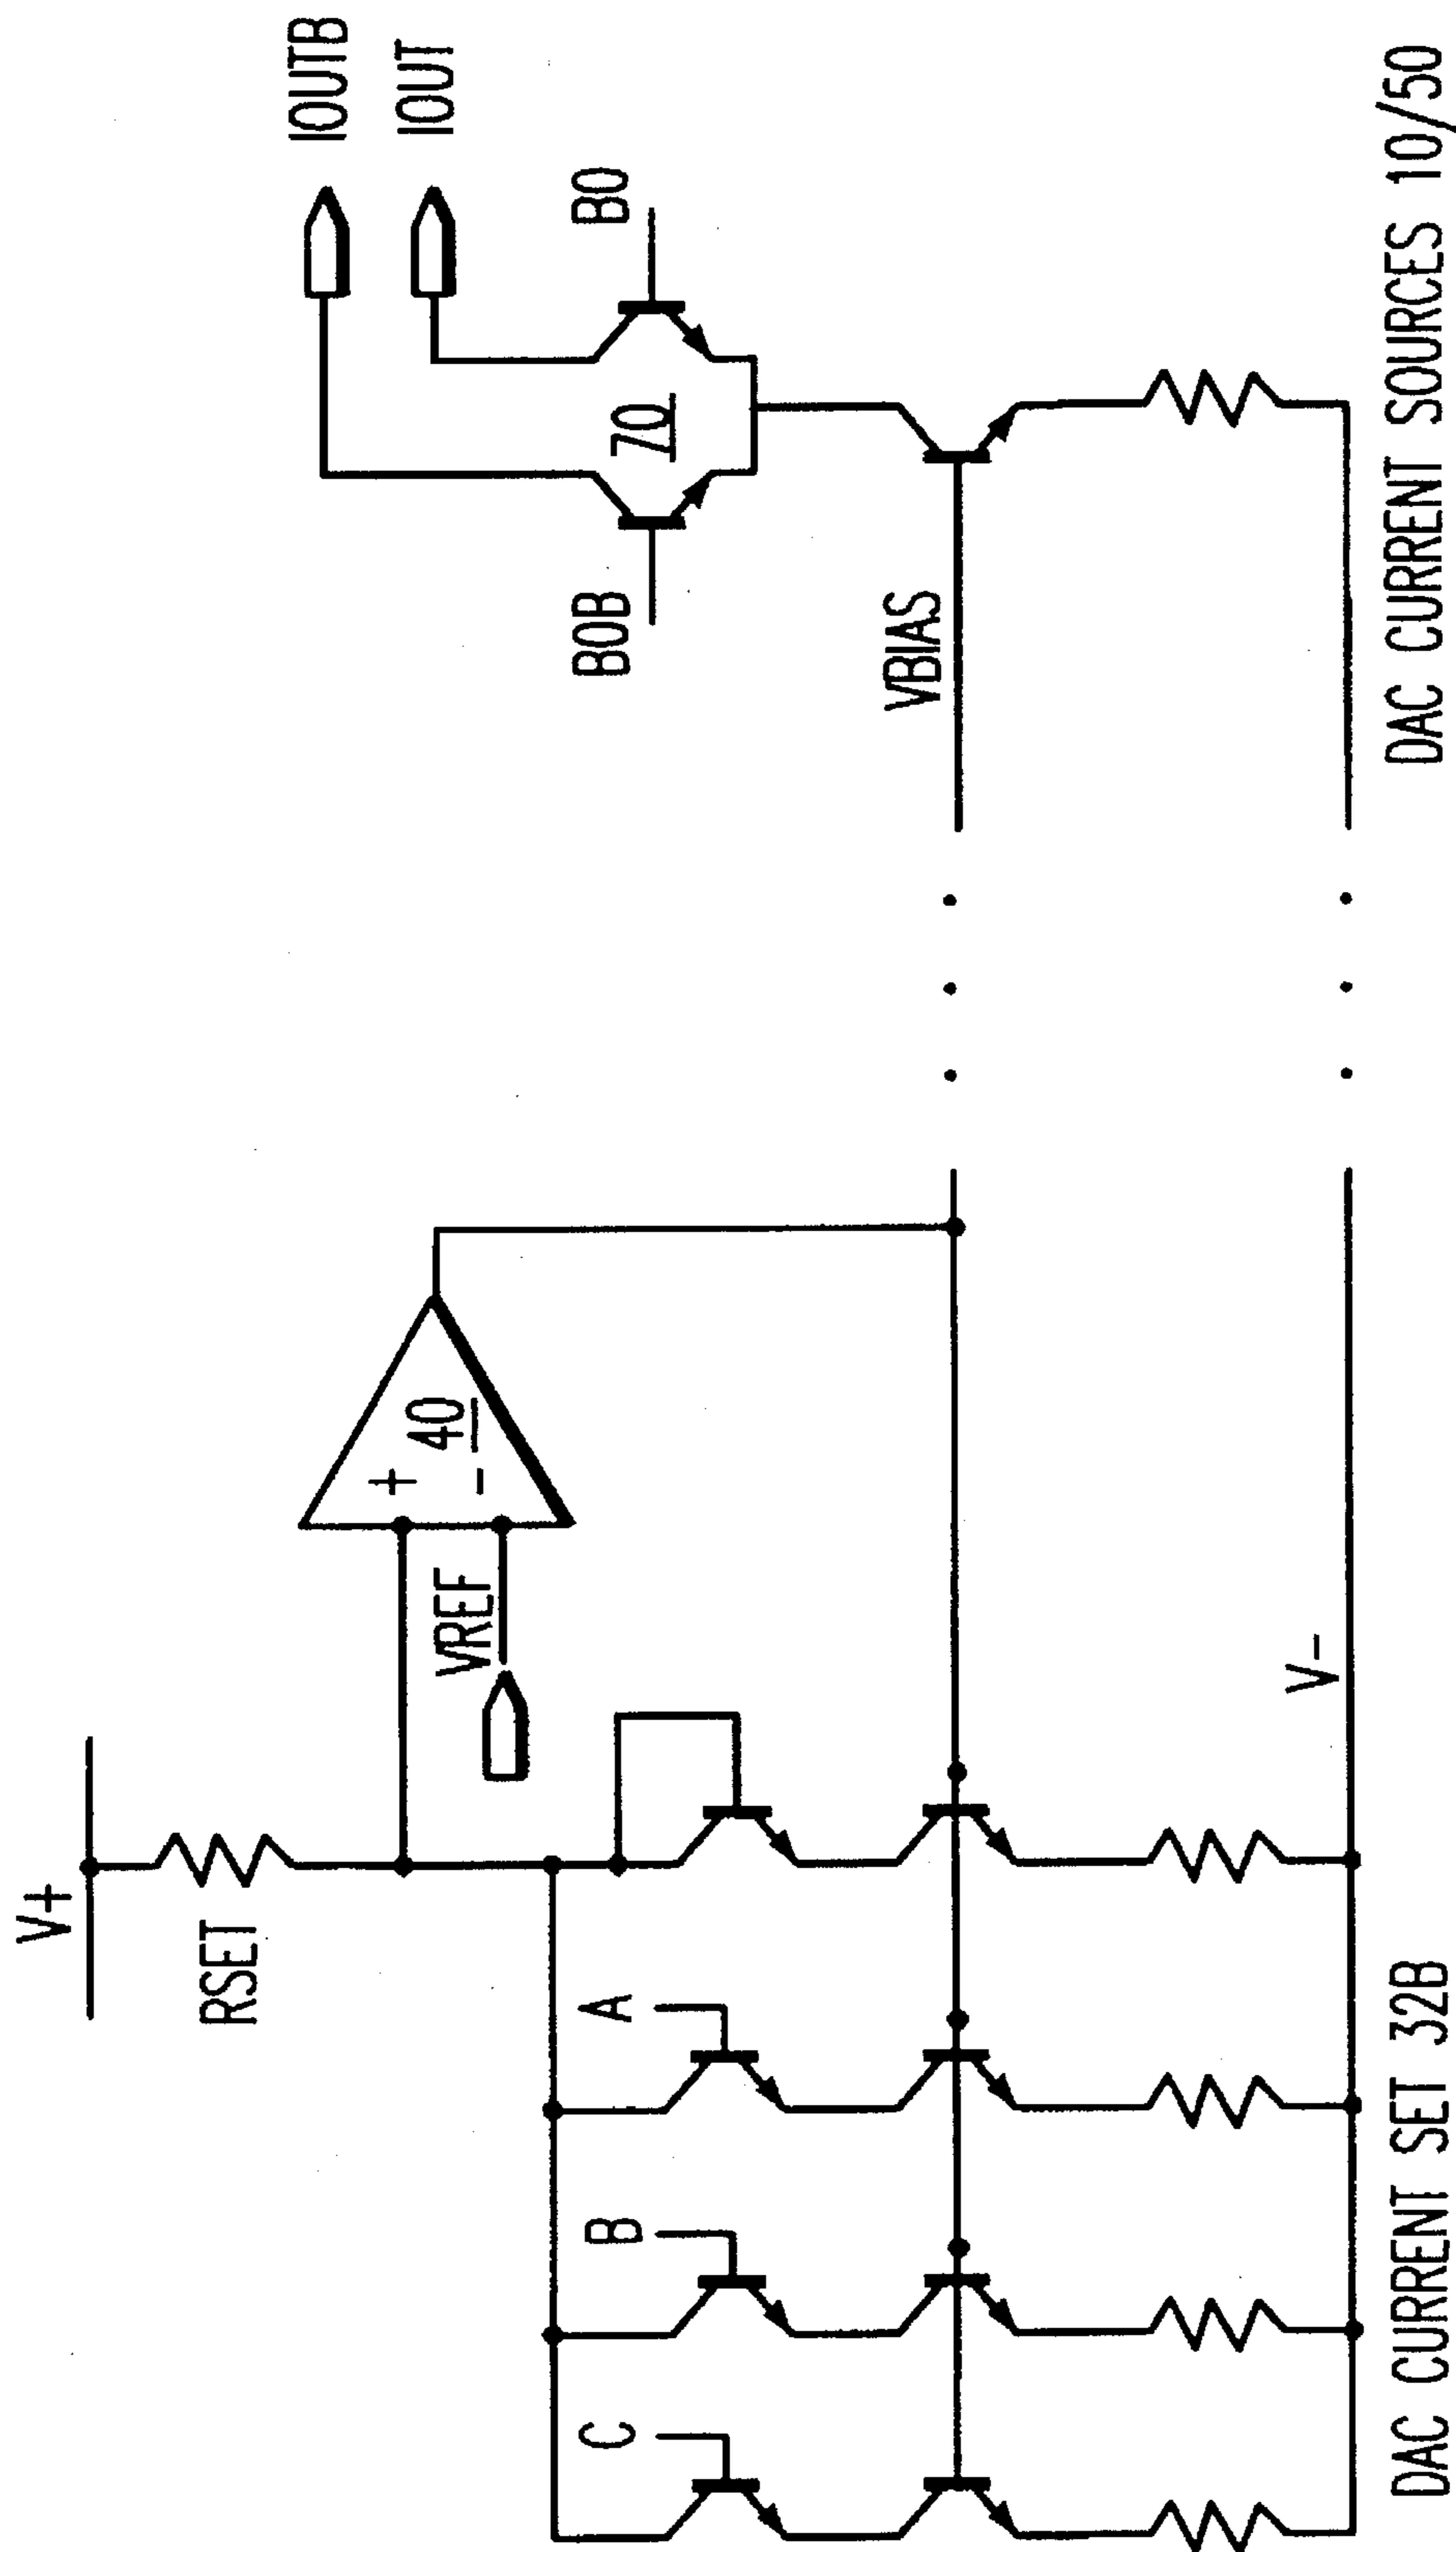 V+
RSET
IOUTB
IOUT
+
-
40
VREF
A
B
C
B0B
70
B0
VBIAS
V-
DAC CURRENT SET 32B
DAC CURRENT SOURCES 10/50